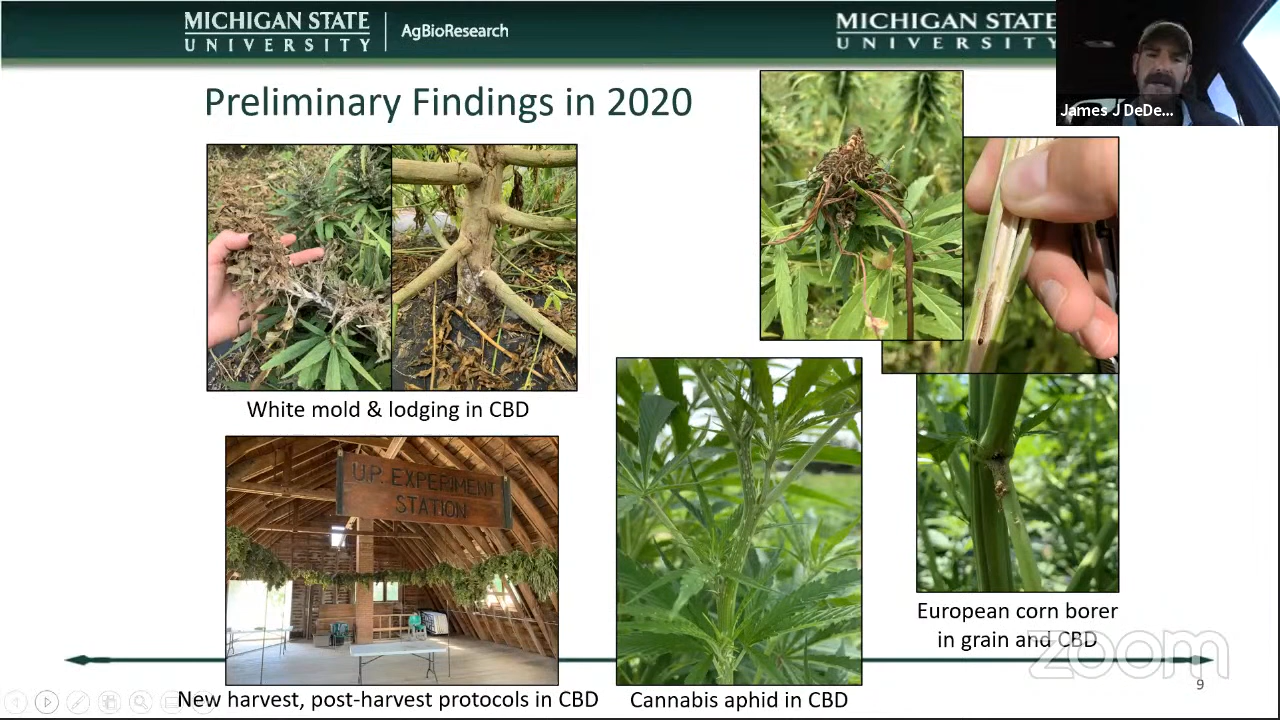 MICHIGAN STATE
UNIVERSITY
AgBioResearch
MICHIGAN STATE
UNIVERSITY
James J DeDe...
Preliminary Findings in 2020
White mold & lodging in CBD
U.P. EXPERIMENT
STATION
European corn borer
in grain and CBD
zoom
9
New harvest, post-harvest protocols in CBD
Cannabis aphid in CBD